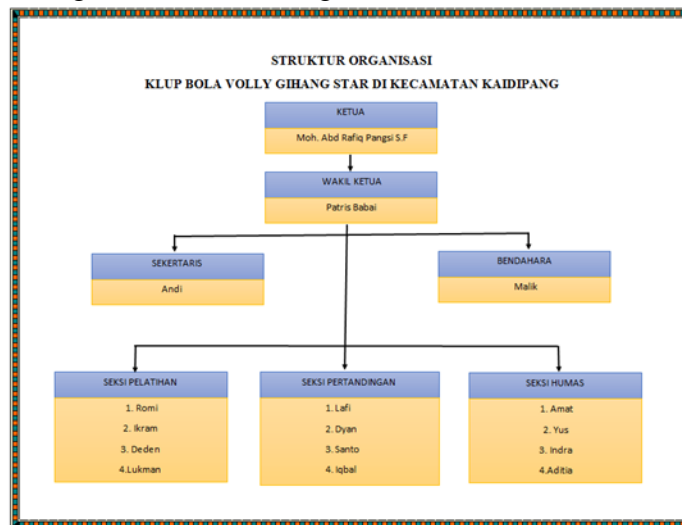 STRUKTUR ORGANISASI
KLUP BOLA VOLLY GIHANG STAR DI KECAMATAN KAIDIPANG
KETUA
Moh. Abd Rafiq Pangsi S.F
WAKIL KETUA
Patris Babai
SEKERTARIS
Andi
BENDAHARA
Malik
SEKSI PELATIHAN
1. Romi
2. Ikram
3. Deden
4.Lukman
SEKSI PERTANDINGAN
1. Lafi
2. Dyan
3. Santo
4. Iqbal
SEKSI HUMAS
1. Amat
2. Yus
3. Indra
4.Aditia